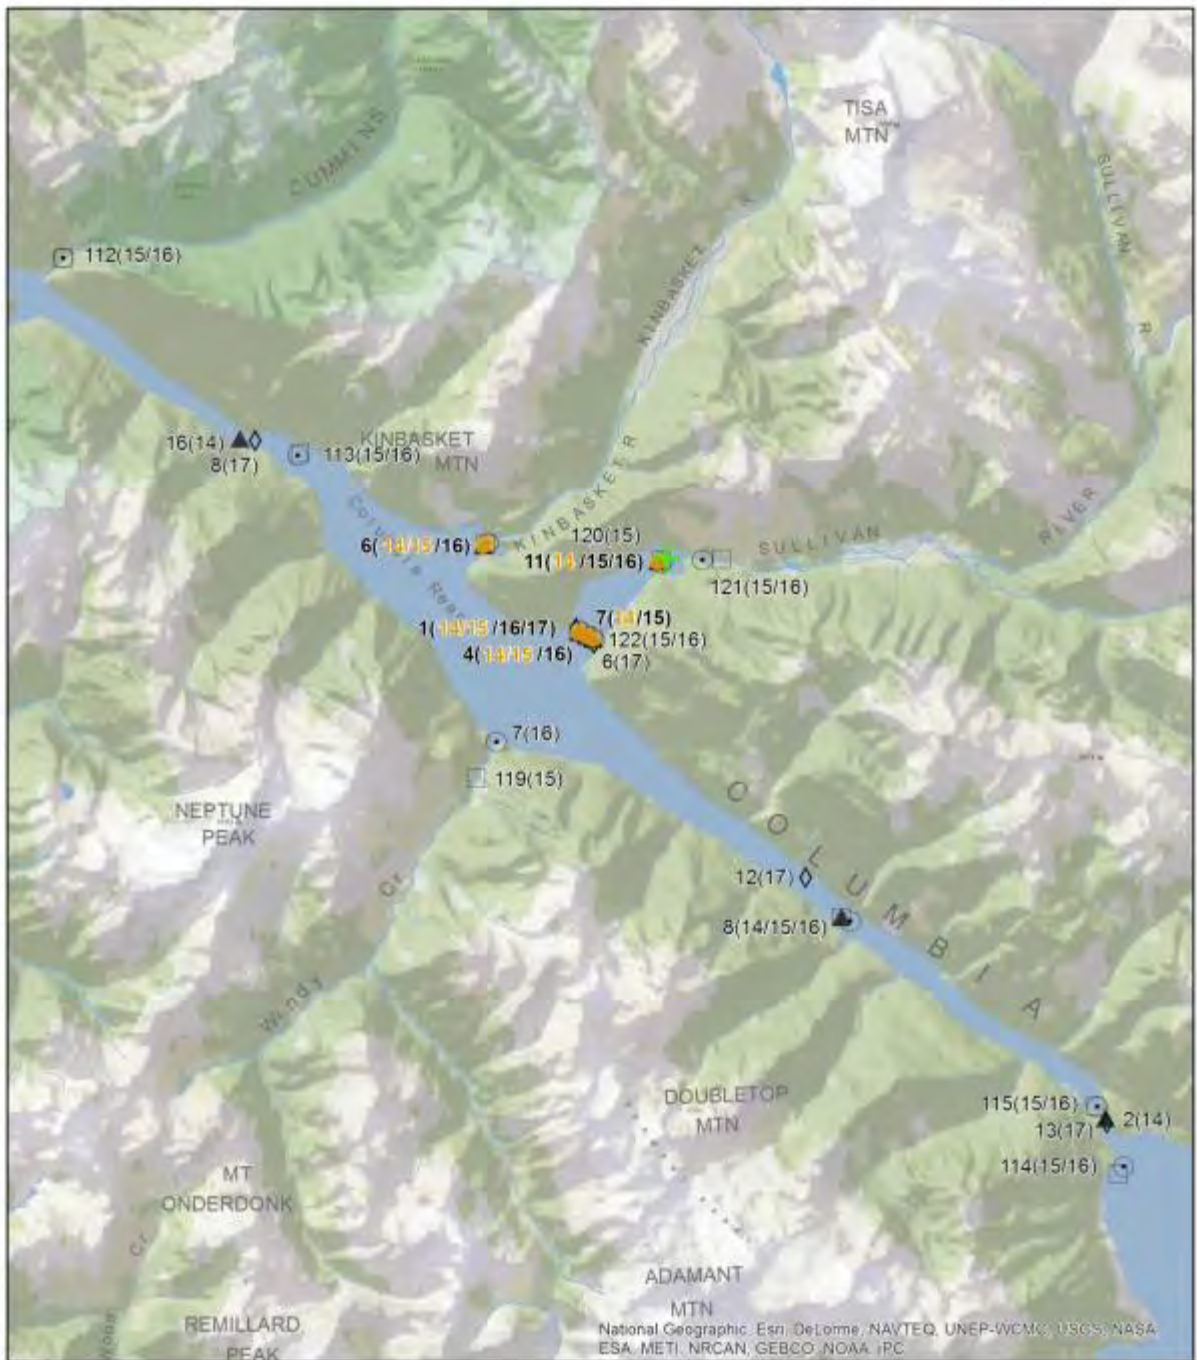 TISA
MTN
CUMMINS
SULLIVAN
R
112(15/16)
KINBASKET R
16(14)
8(17)
113(15/16)
KINBASKET
MTN
KINBASKET R
120(15)
SULLIVAN
RIVER
6(14/15/16)
11(14/15/16)
121(15/16)
Columbia Reach
1(14/15/16/17)
7(14/15)
122(15/16)
4(14/15/16)
6(17)
7(16)
119(15)
NEPTUNE
PEAK
COLUMBIA
12(17)
Cr
8(14/15/16)
Windy
DOUBLETOP
MTN
115(15/16)
2(14)
13(17)
114(15/16)
MT
ONDERDONK
Cr
ADAMANT
MTN
REMILLARD
PEAK
National Geographic, Esri, DeLorme, NAVTEQ, UNEP-WCMC, USGS, NASA,
ESA, METI, NRCAN, GEBCO, NOAA, iPC